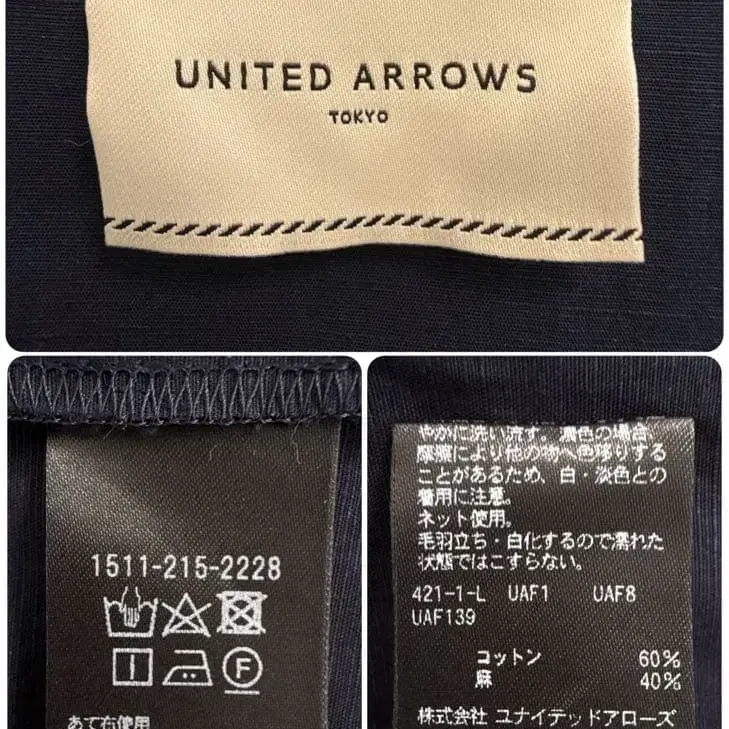 UNITED ARROWS
TOKYO
1511-215-2228
F
あて布使用
やかに洗い流す。濃色の場合、
摩擦により他の物へ色移りする
ことがあるため、白・淡色との
着用に注意。
ネット使用。
毛羽立ち・白化するので濡れた
状態ではこすらない。
421-1-L UAF1 UAF8
UAF139
コットン 60%
麻 40%
株式会社 ユナイテッドアローズ